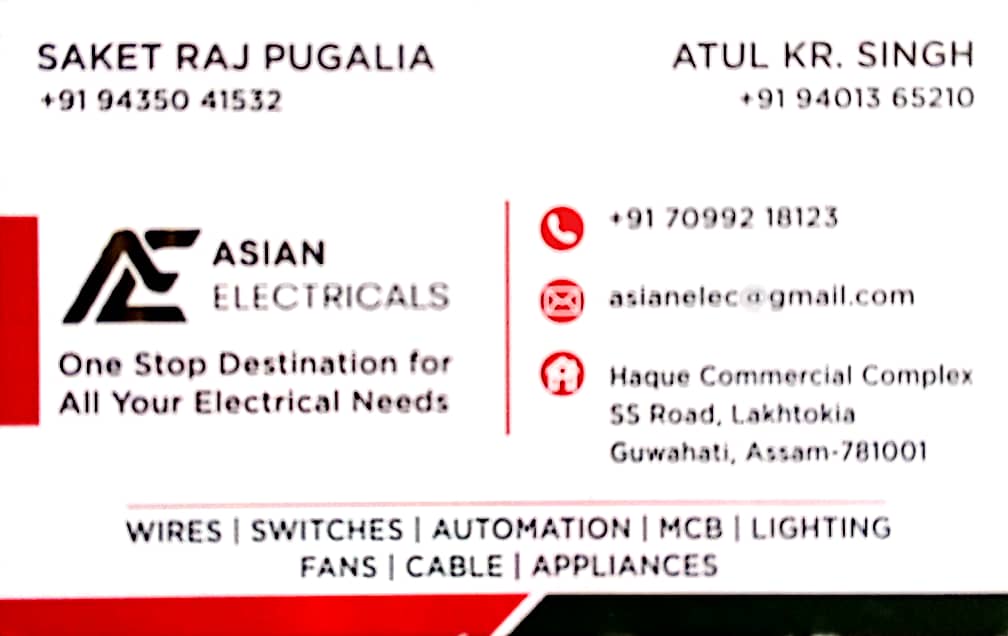 SAKET RAJ PUGALIA
+91 94350 41532
ATUL KR. SINGH
+91 94013 65210
AE ASIAN
ELECTRICALS
One Stop Destination for
All Your Electrical Needs
+91 70992 18123
asianelec@gmail.com
Haque Commercial Complex
SS Road, Lakhtokia
Guwahati, Assam-781001
WIRES | SWITCHES | AUTOMATION | MCB | LIGHTING
FANS | CABLE | APPLIANCES